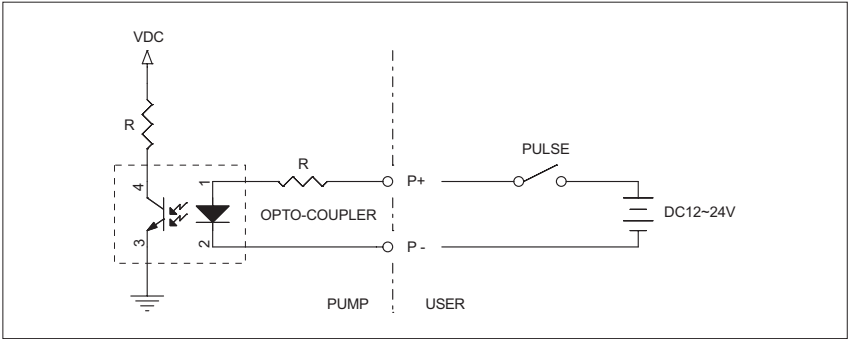 VDC
R
R
PULSE
4
1
P+
OPTO-COUPLER
DC12~24V
3
2
P -
PUMP
USER